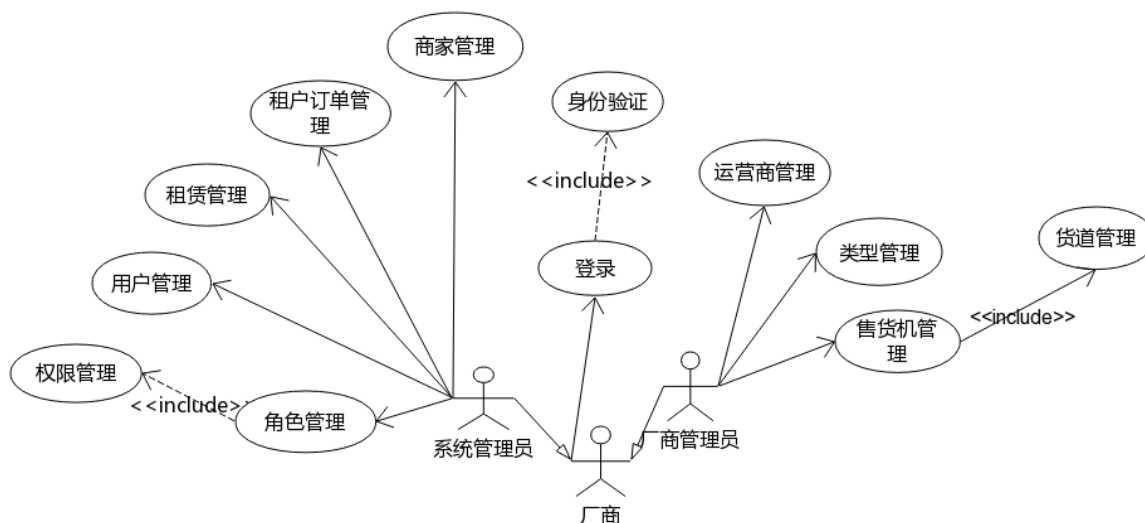 商家管理
租户订单管
理
身份验证
<<include>>
运营商管理
租赁管理
货道管理
类型管理
登录
用户管理
<<include>>
售货机管
理
权限管理
<<include>>
角色管理
系统管理员
商管理员
厂商